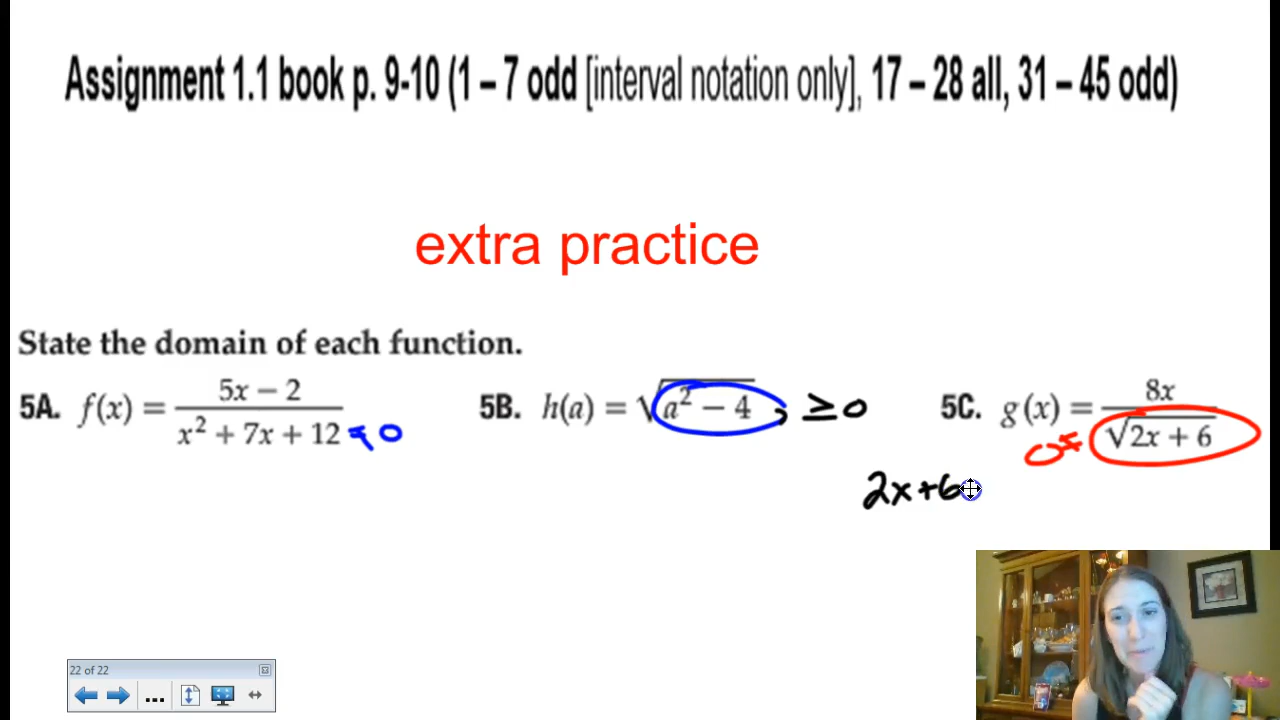 Assignment 1.1 book p. 9-10 (1 – 7 odd [interval notation only], 17 – 28 all, 31 – 45 odd)
extra practice
State the domain of each function.
5A. f(x) = (5x − 2)/(x² + 7x + 12) ≠ 0
5B. h(a) = √(a² − 4), ≥ 0
5C. g(x) = 8x/√(2x + 6)
0 ≠
2x+6
22 of 22